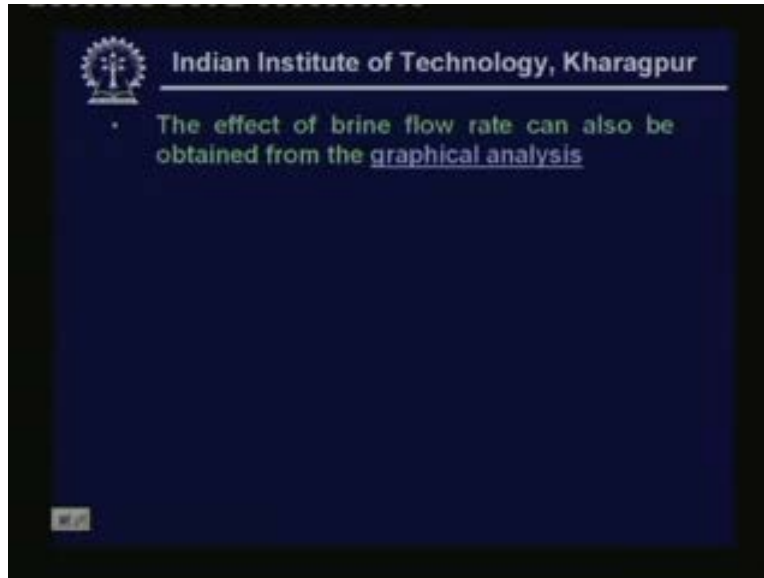 Indian Institute of Technology, Kharagpur
• The effect of brine flow rate can also be
obtained from the graphical analysis